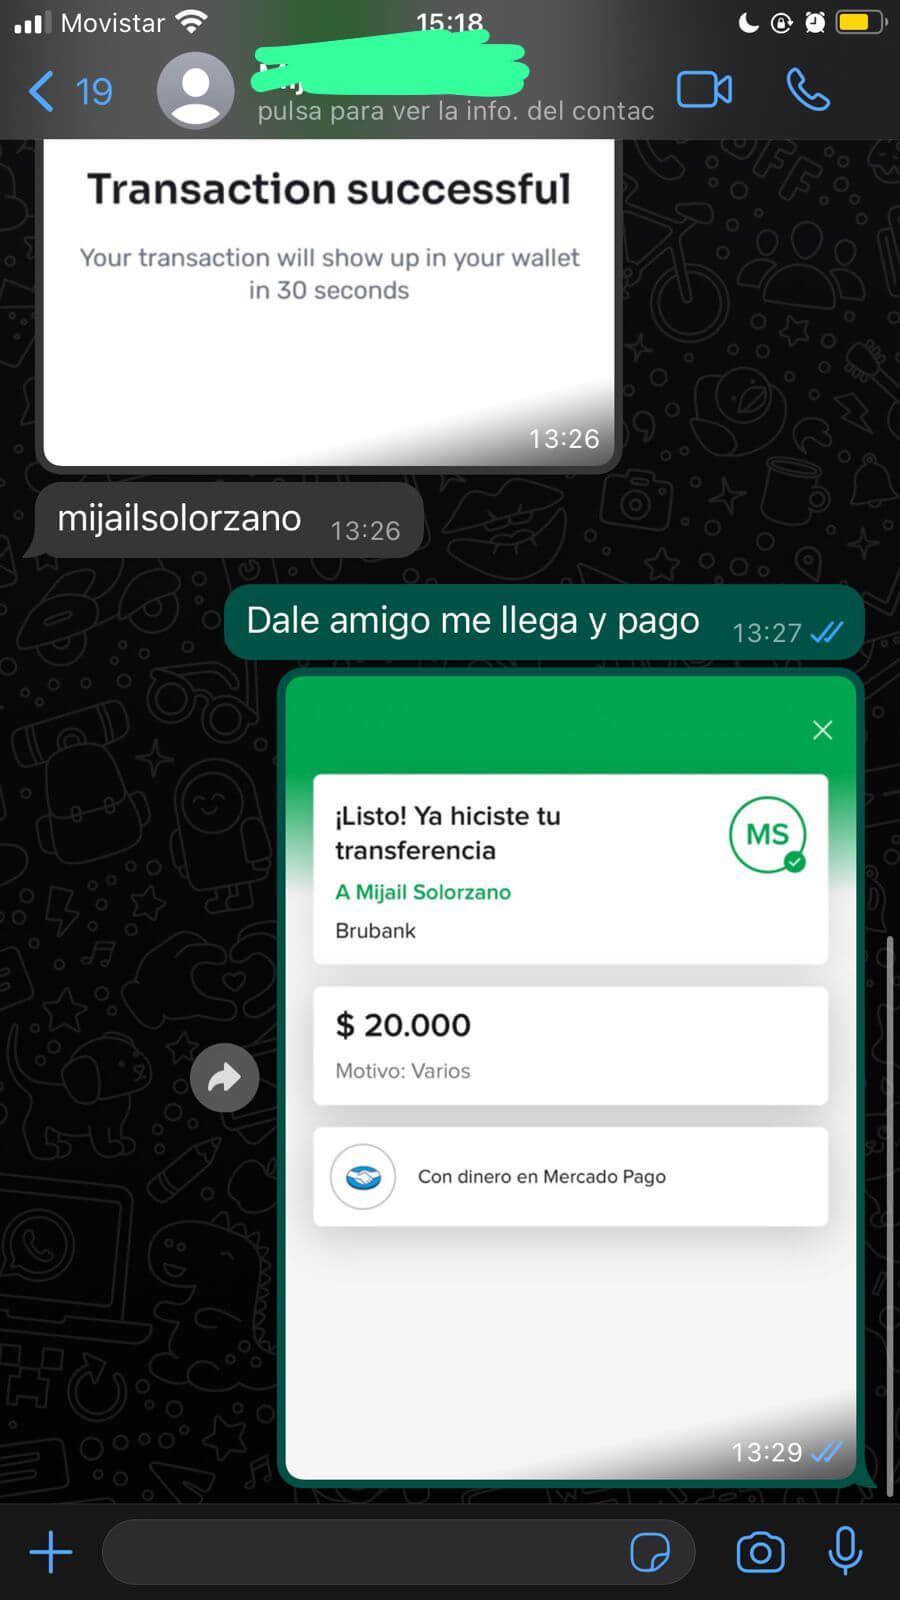 Movistar
15:18
19
pulsa para ver la info. del contac
Transaction successful
Your transaction will show up in your wallet
in 30 seconds
13:26
mijailsolorzano 13:26
Dale amigo me llega y pago 13:27
¡Listo! Ya hiciste tu
transferencia
MS
A Mijail Solorzano
Brubank
$ 20.000
Motivo: Varios
Con dinero en Mercado Pago
13:29